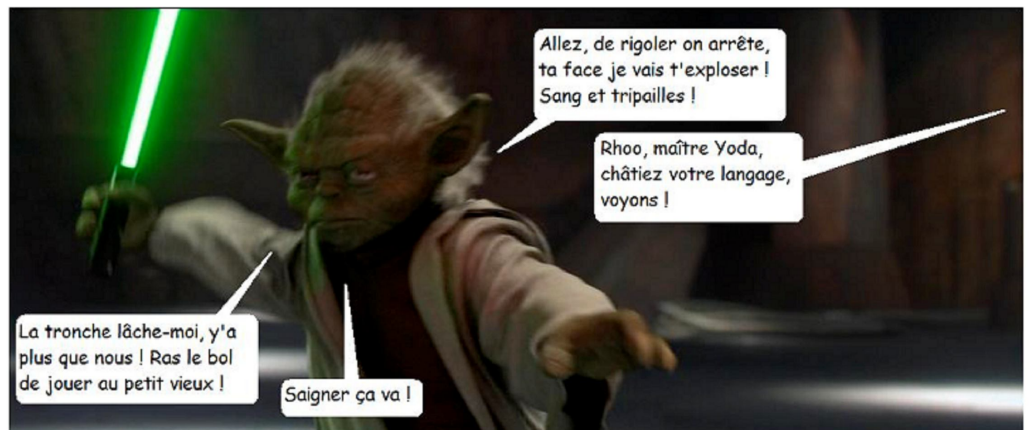 Allez, de rigoler on arrête,
ta face je vais t'exploser !
Sang et tripailles !
Rhoo, maître Yoda,
châtiez votre langage,
voyons !
La tronche lâche-moi, y'a
plus que nous ! Ras le bol
de jouer au petit vieux !
Saigner ça va !